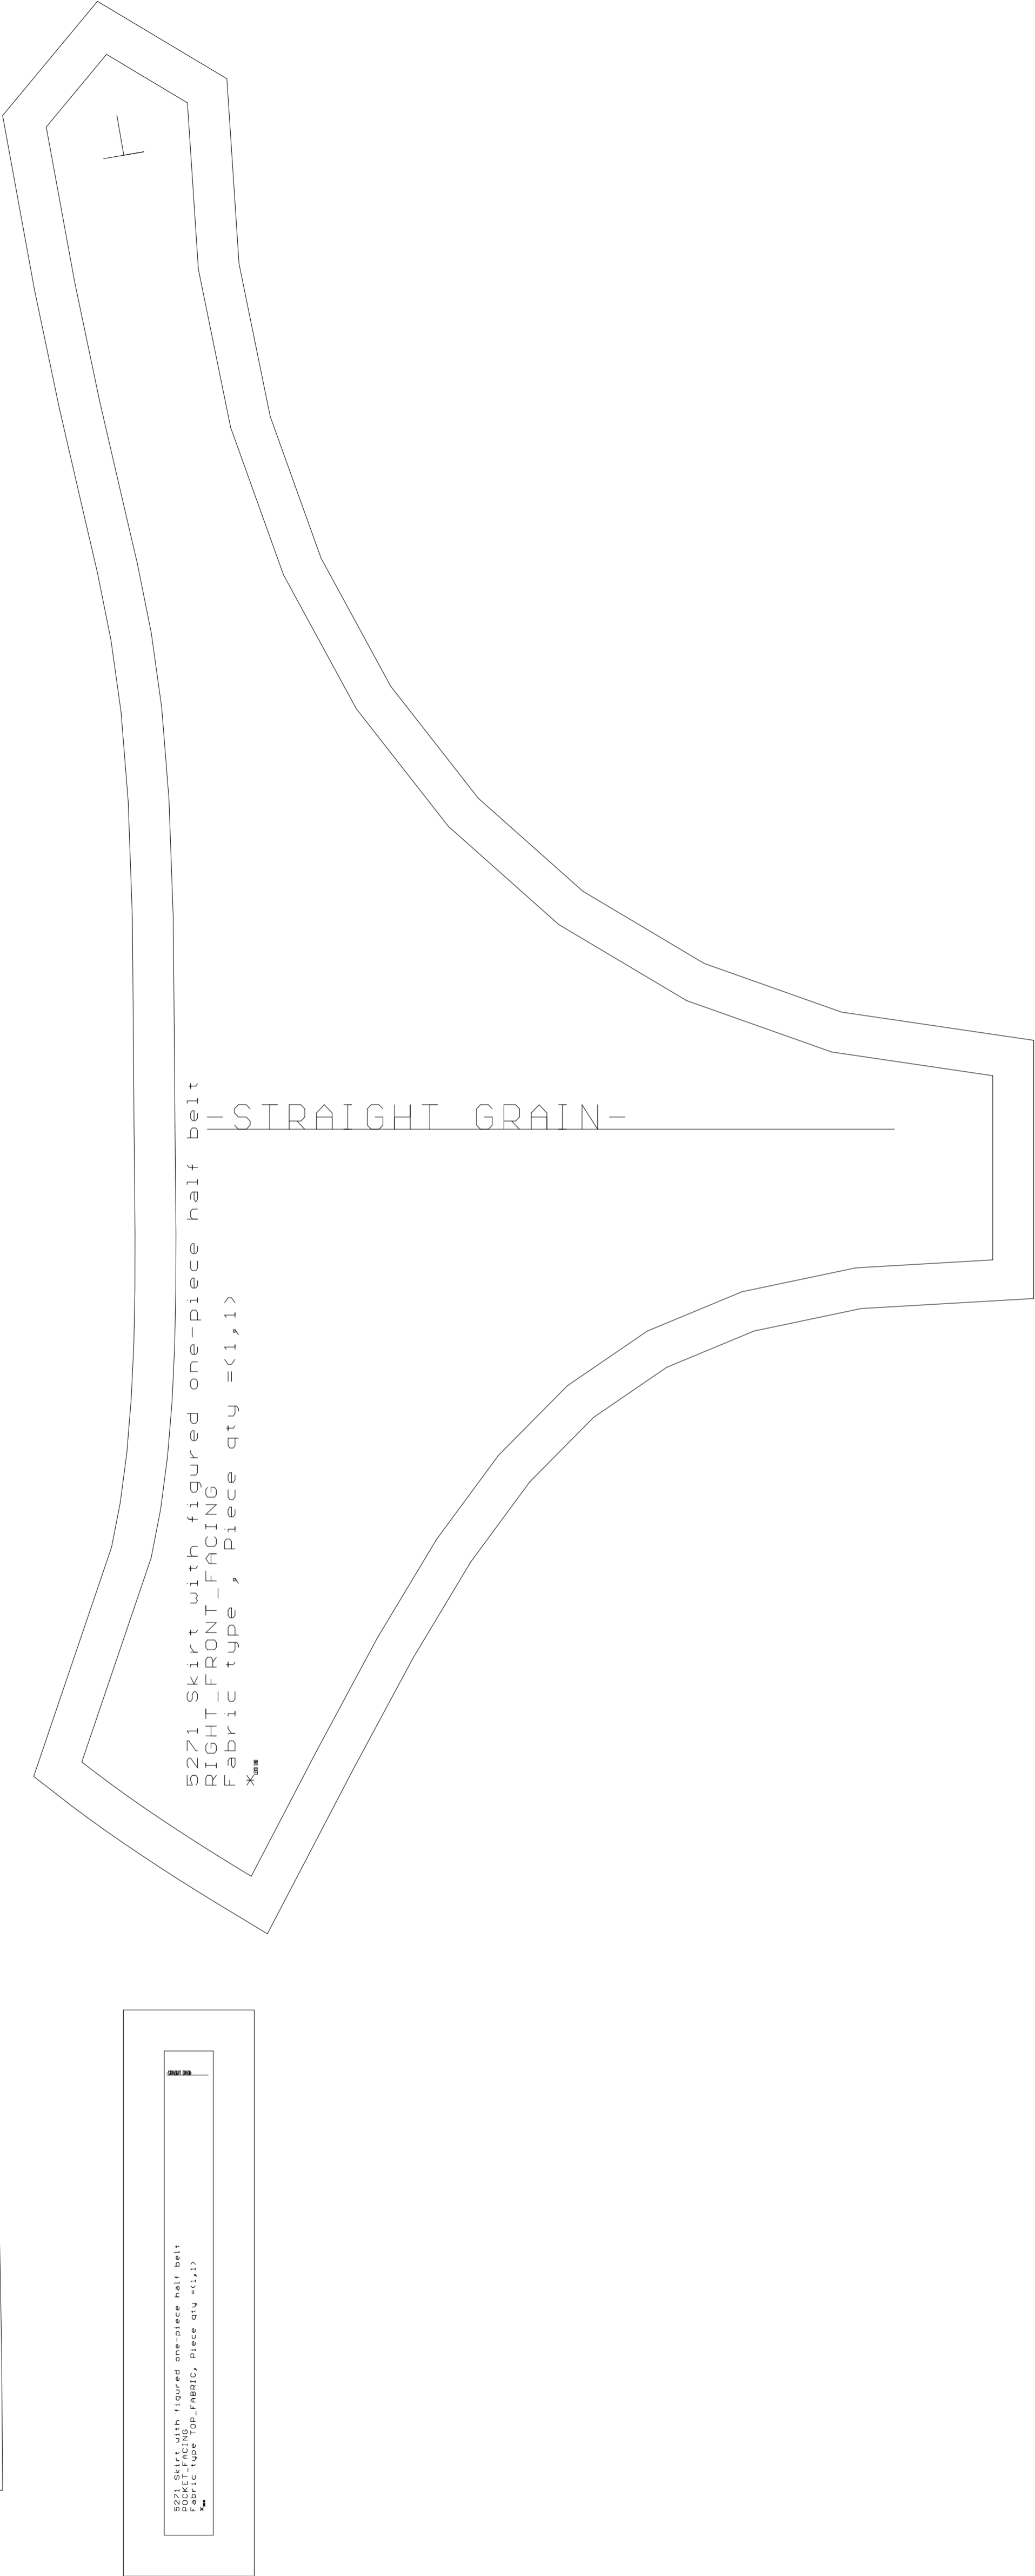 -STRAIGHT GRAIN-
5271 Skirt with figured one-piece half belt
RIGHT_FRONT_FACING
Fabric type , Piece qty =(1,1)
*
5271 Skirt with figured one-piece half belt
POCKET_FACING
Fabric type TOP_FABRIC, Piece qty =(1,1)
*